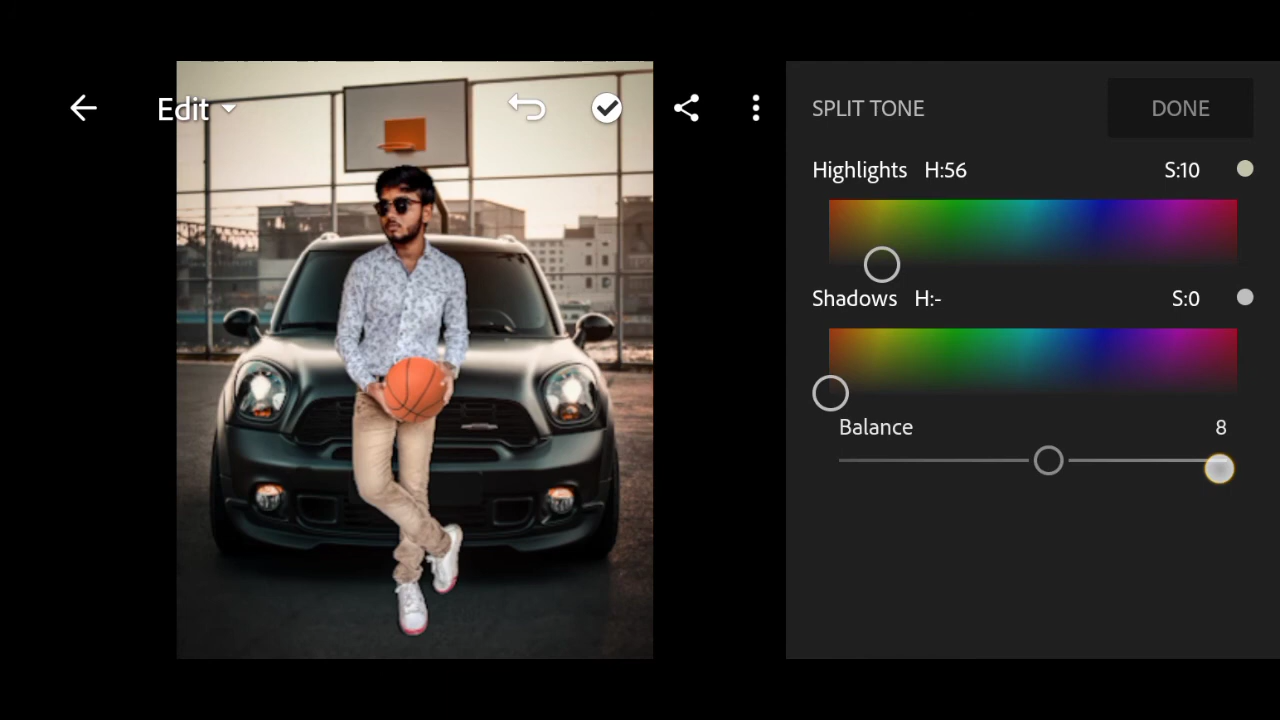 Edit
SPLIT TONE
DONE
Highlights H:56 S:10
Shadows H:- S:0
Balance 8